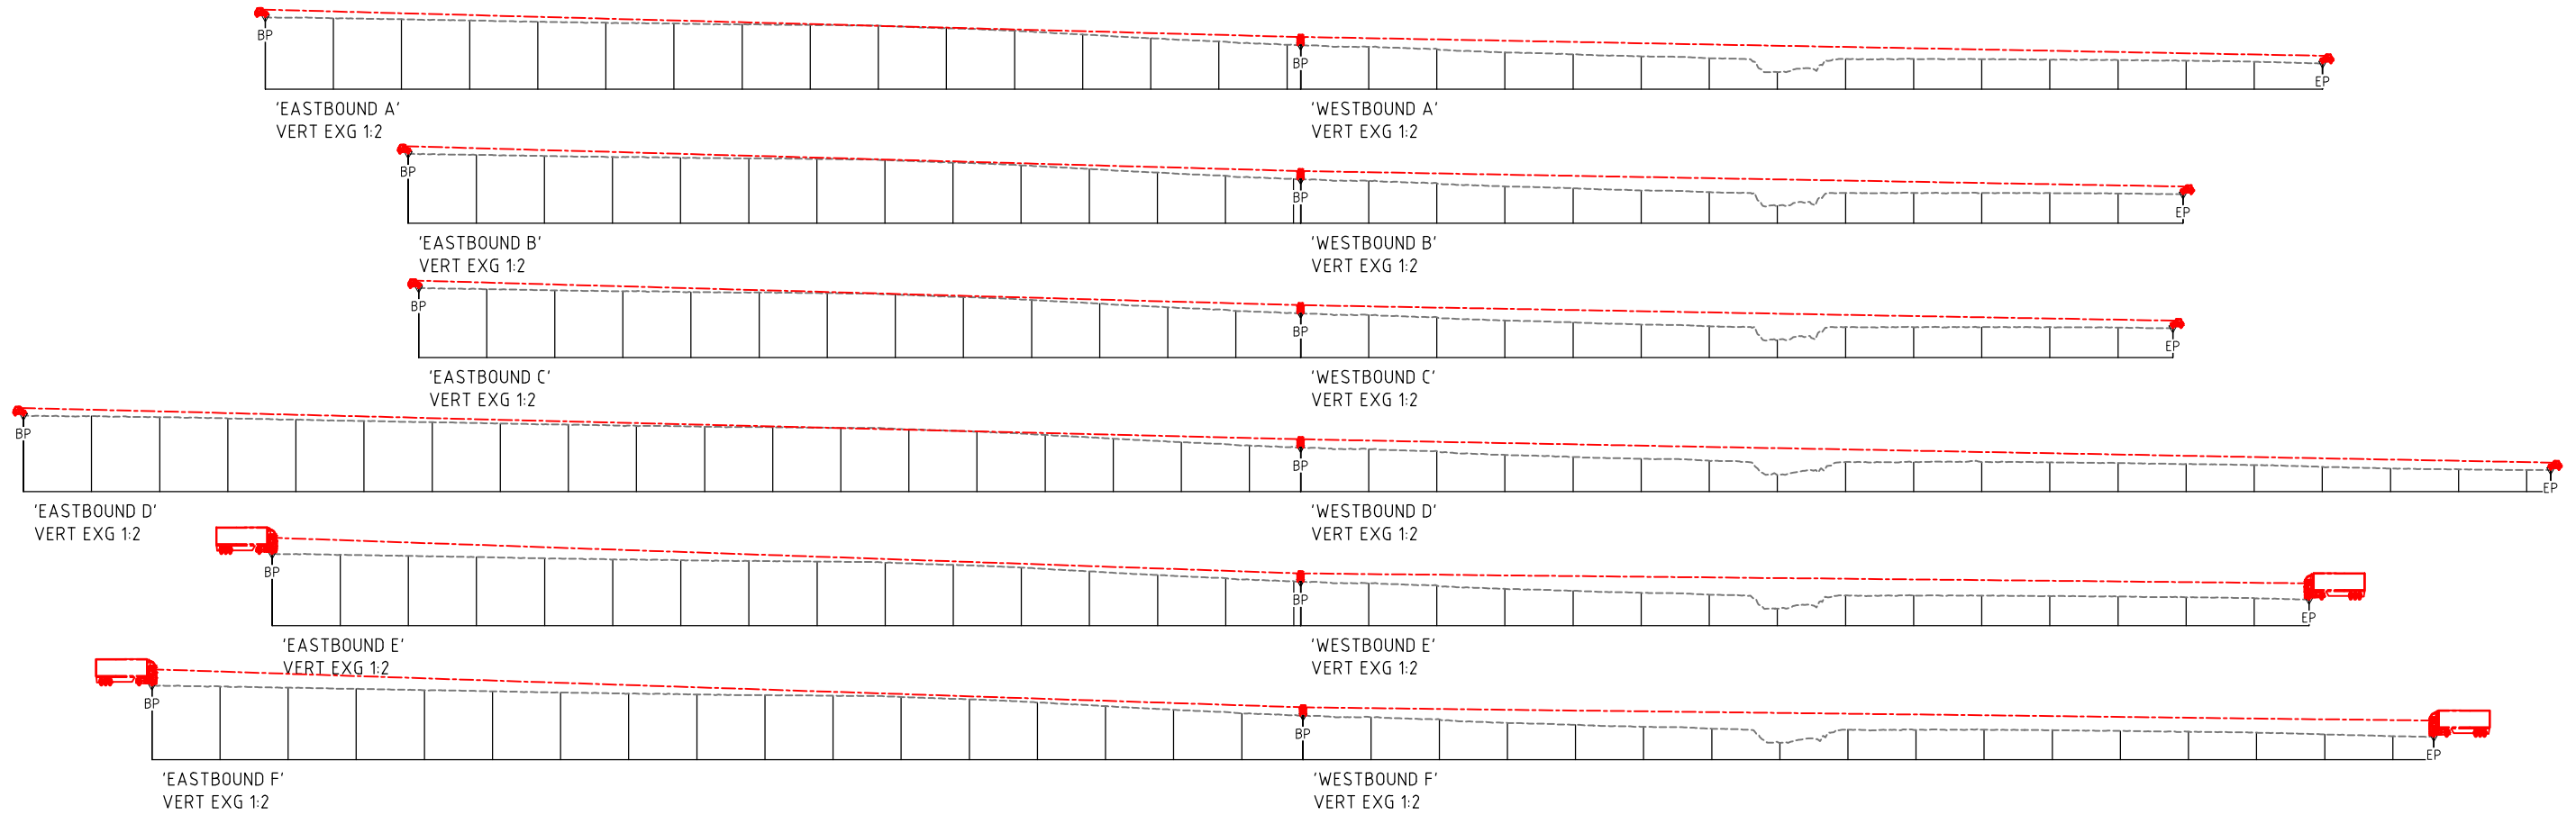 BP
BP
EP
'EASTBOUND A'
VERT EXG 1:2
'WESTBOUND A'
VERT EXG 1:2
BP
BP
EP
'EASTBOUND B'
VERT EXG 1:2
'WESTBOUND B'
VERT EXG 1:2
BP
BP
EP
'EASTBOUND C'
VERT EXG 1:2
'WESTBOUND C'
VERT EXG 1:2
BP
BP
EP
'EASTBOUND D'
VERT EXG 1:2
'WESTBOUND D'
VERT EXG 1:2
BP
BP
EP
'EASTBOUND E'
VERT EXG 1:2
'WESTBOUND E'
VERT EXG 1:2
BP
BP
EP
'EASTBOUND F'
VERT EXG 1:2
'WESTBOUND F'
VERT EXG 1:2